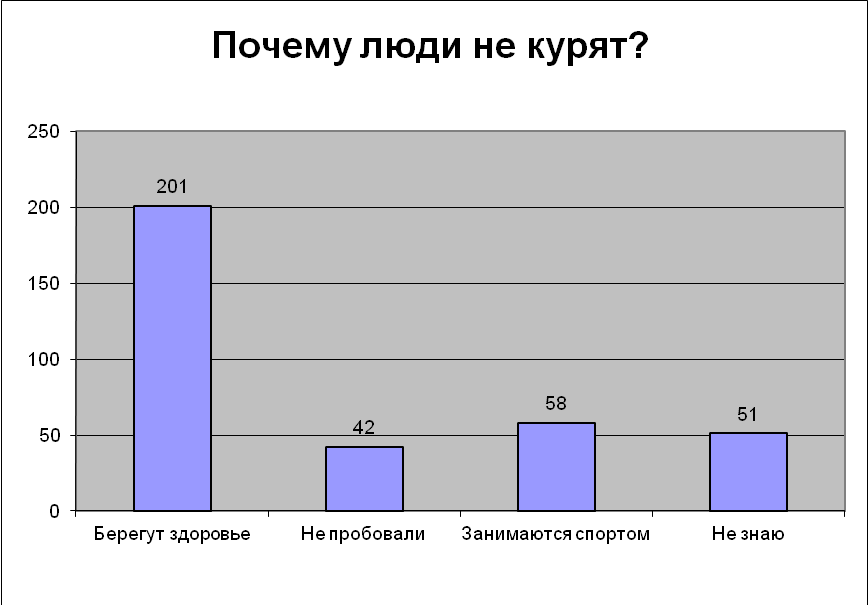 Почему люди не курят?
250
200
150
100
50
0
201
42
58
51
Берегут здоровье
Не пробовали
Занимаются спортом
Не знаю